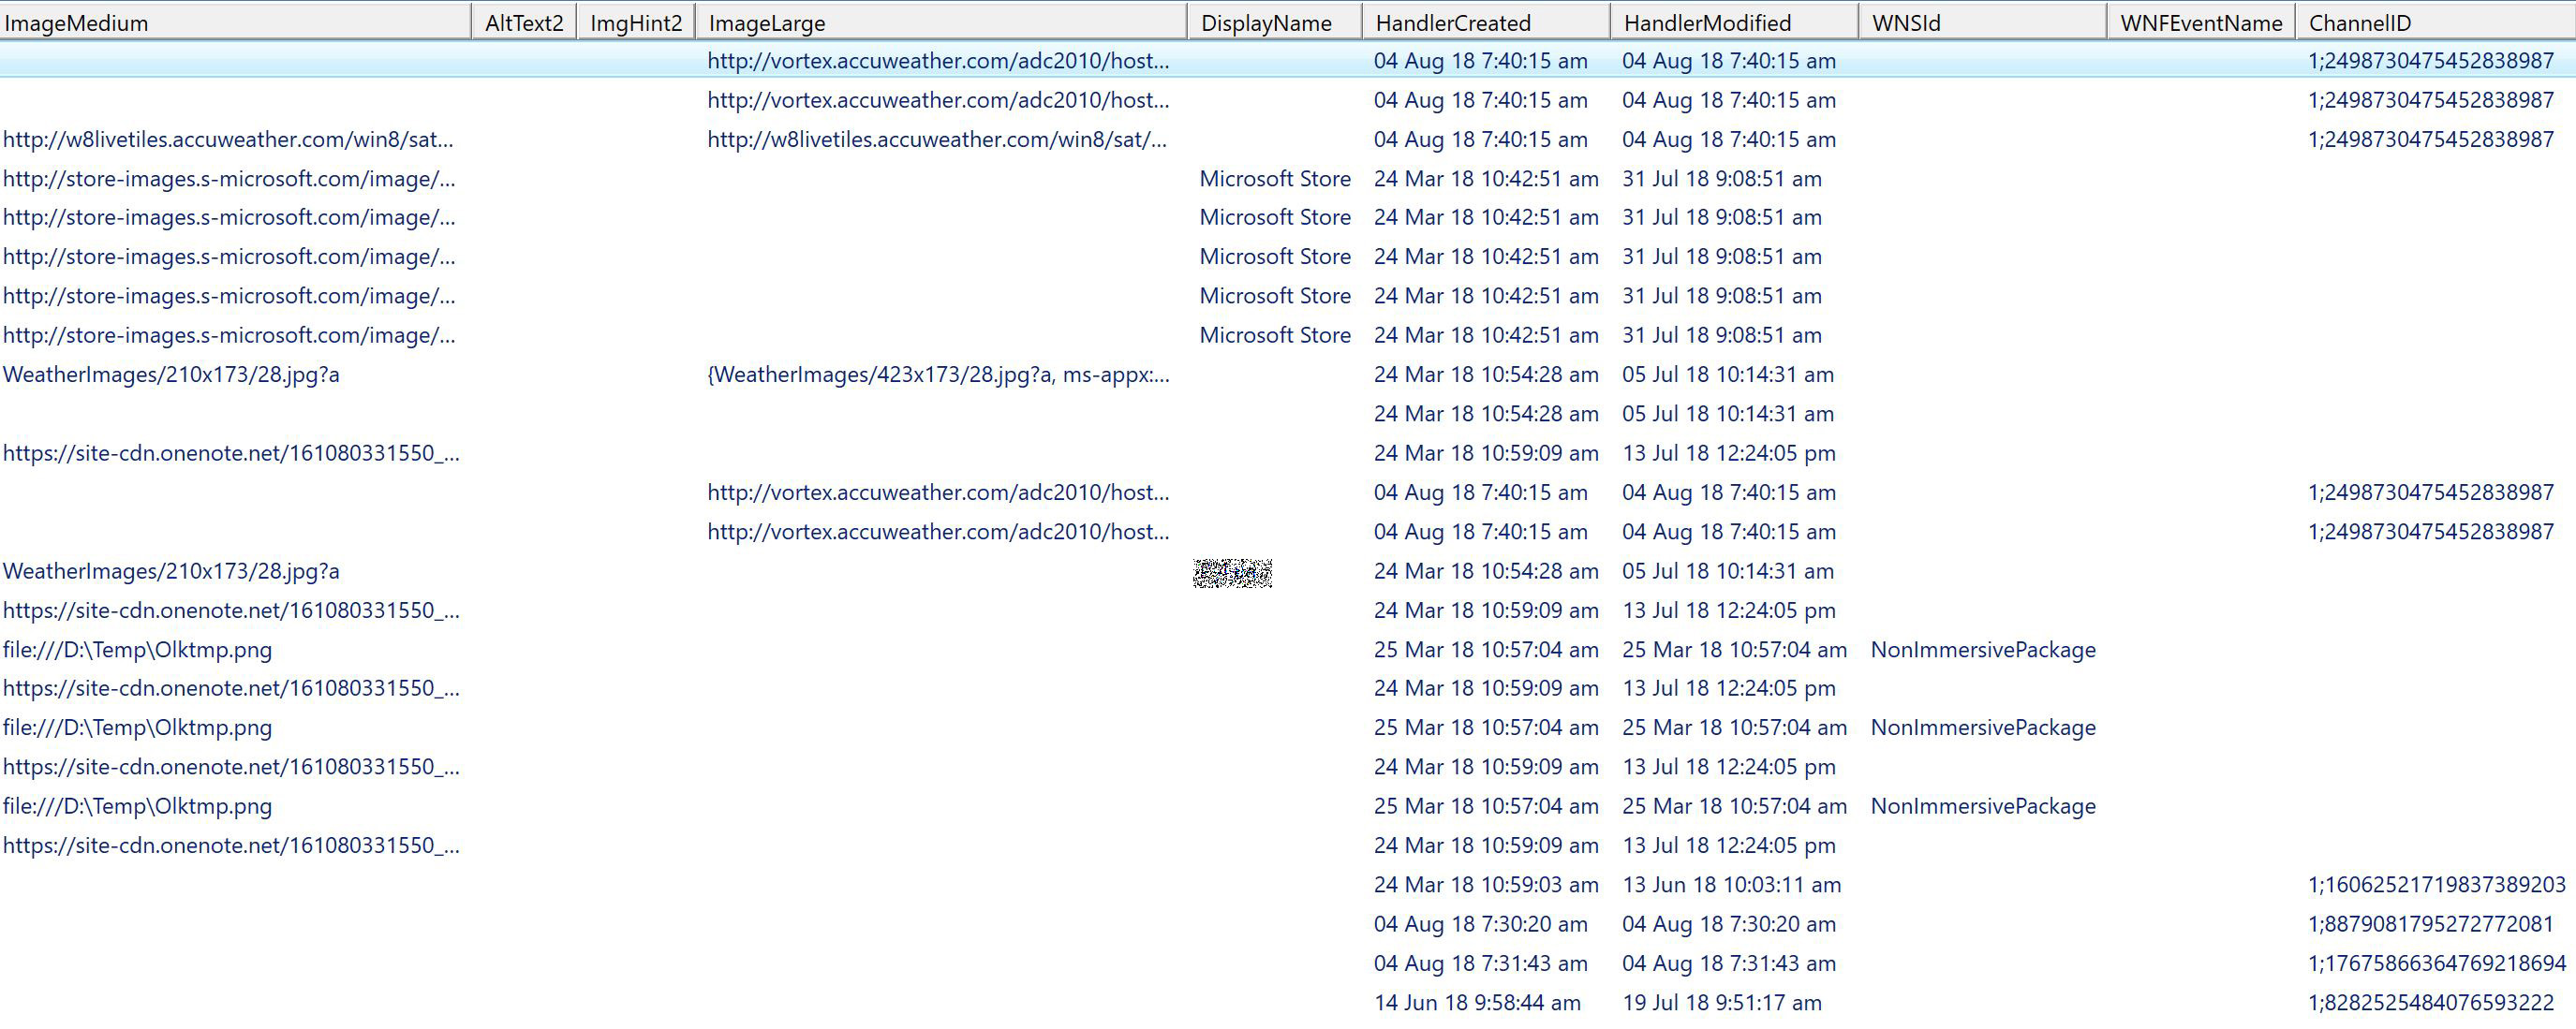 ImageMedium AltText2 ImgHint2 ImageLarge DisplayName HandlerCreated HandlerModified WNSId WNFEventName ChannelID
http://vortex.accuweather.com/adc2010/host... 04 Aug 18 7:40:15 am 04 Aug 18 7:40:15 am 1;2498730475452838987
http://vortex.accuweather.com/adc2010/host... 04 Aug 18 7:40:15 am 04 Aug 18 7:40:15 am 1;2498730475452838987
http://w8livetiles.accuweather.com/win8/sat... http://w8livetiles.accuweather.com/win8/sat/... 04 Aug 18 7:40:15 am 04 Aug 18 7:40:15 am 1;2498730475452838987
http://store-images.s-microsoft.com/image/... Microsoft Store 24 Mar 18 10:42:51 am 31 Jul 18 9:08:51 am
http://store-images.s-microsoft.com/image/... Microsoft Store 24 Mar 18 10:42:51 am 31 Jul 18 9:08:51 am
http://store-images.s-microsoft.com/image/... Microsoft Store 24 Mar 18 10:42:51 am 31 Jul 18 9:08:51 am
http://store-images.s-microsoft.com/image/... Microsoft Store 24 Mar 18 10:42:51 am 31 Jul 18 9:08:51 am
http://store-images.s-microsoft.com/image/... Microsoft Store 24 Mar 18 10:42:51 am 31 Jul 18 9:08:51 am
WeatherImages/210x173/28.jpg?a {WeatherImages/423x173/28.jpg?a, ms-appx:... 24 Mar 18 10:54:28 am 05 Jul 18 10:14:31 am
24 Mar 18 10:54:28 am 05 Jul 18 10:14:31 am
https://site-cdn.onenote.net/161080331550_... 24 Mar 18 10:59:09 am 13 Jul 18 12:24:05 pm
http://vortex.accuweather.com/adc2010/host... 04 Aug 18 7:40:15 am 04 Aug 18 7:40:15 am 1;2498730475452838987
http://vortex.accuweather.com/adc2010/host... 04 Aug 18 7:40:15 am 04 Aug 18 7:40:15 am 1;2498730475452838987
WeatherImages/210x173/28.jpg?a 24 Mar 18 10:54:28 am 05 Jul 18 10:14:31 am
https://site-cdn.onenote.net/161080331550_... 24 Mar 18 10:59:09 am 13 Jul 18 12:24:05 pm
file:///D:\Temp\Olktmp.png 25 Mar 18 10:57:04 am 25 Mar 18 10:57:04 am NonImmersivePackage
https://site-cdn.onenote.net/161080331550_... 24 Mar 18 10:59:09 am 13 Jul 18 12:24:05 pm
file:///D:\Temp\Olktmp.png 25 Mar 18 10:57:04 am 25 Mar 18 10:57:04 am NonImmersivePackage
https://site-cdn.onenote.net/161080331550_... 24 Mar 18 10:59:09 am 13 Jul 18 12:24:05 pm
file:///D:\Temp\Olktmp.png 25 Mar 18 10:57:04 am 25 Mar 18 10:57:04 am NonImmersivePackage
https://site-cdn.onenote.net/161080331550_... 24 Mar 18 10:59:09 am 13 Jul 18 12:24:05 pm
24 Mar 18 10:59:03 am 13 Jun 18 10:03:11 am 1;16062521719837389203
04 Aug 18 7:30:20 am 04 Aug 18 7:30:20 am 1;8879081795272772081
04 Aug 18 7:31:43 am 04 Aug 18 7:31:43 am 1;17675866364769218694
14 Jun 18 9:58:44 am 19 Jul 18 9:51:17 am 1;8282525484076593222